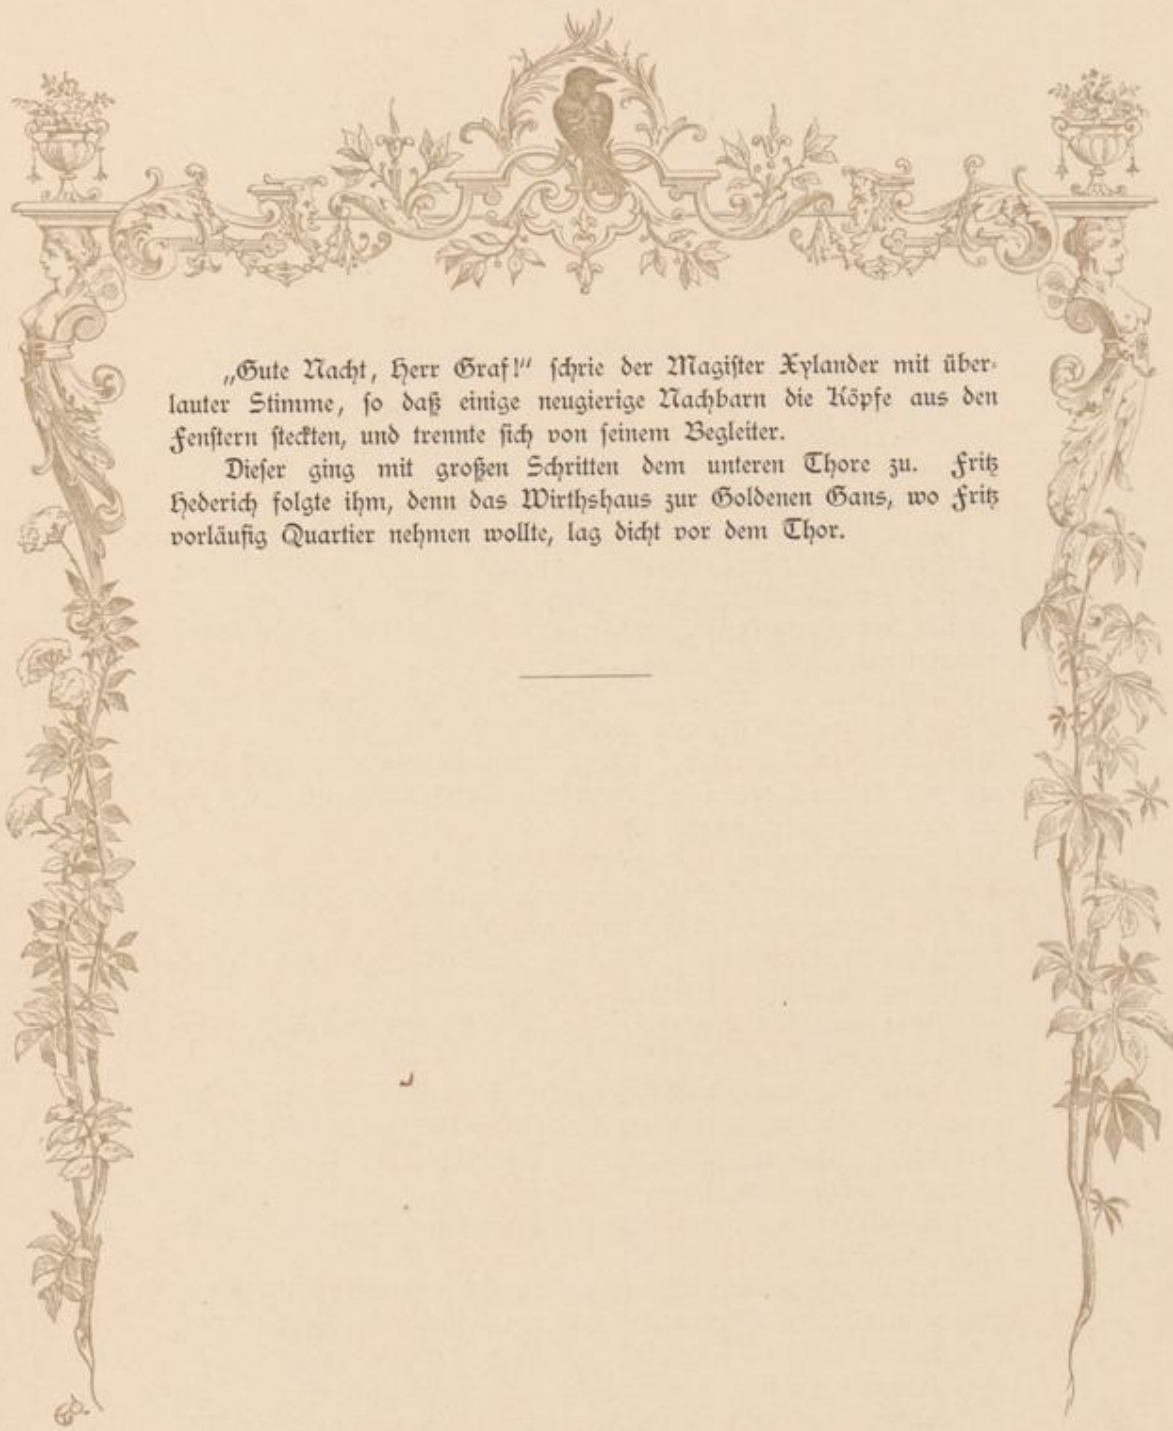 „Gute Nacht, Herr Graf!“ schrie der Magister Xylander mit über-
lauter Stimme, so daß einige neugierige Nachbarn die Köpfe aus den
Fenstern steckten, und trennte sich von seinem Begleiter.
Dieser ging mit großen Schritten dem unteren Thore zu. Fritz
Hederich folgte ihm, denn das Wirthshaus zur Goldenen Gans, wo Fritz
vorläufig Quartier nehmen wollte, lag dicht vor dem Thor.